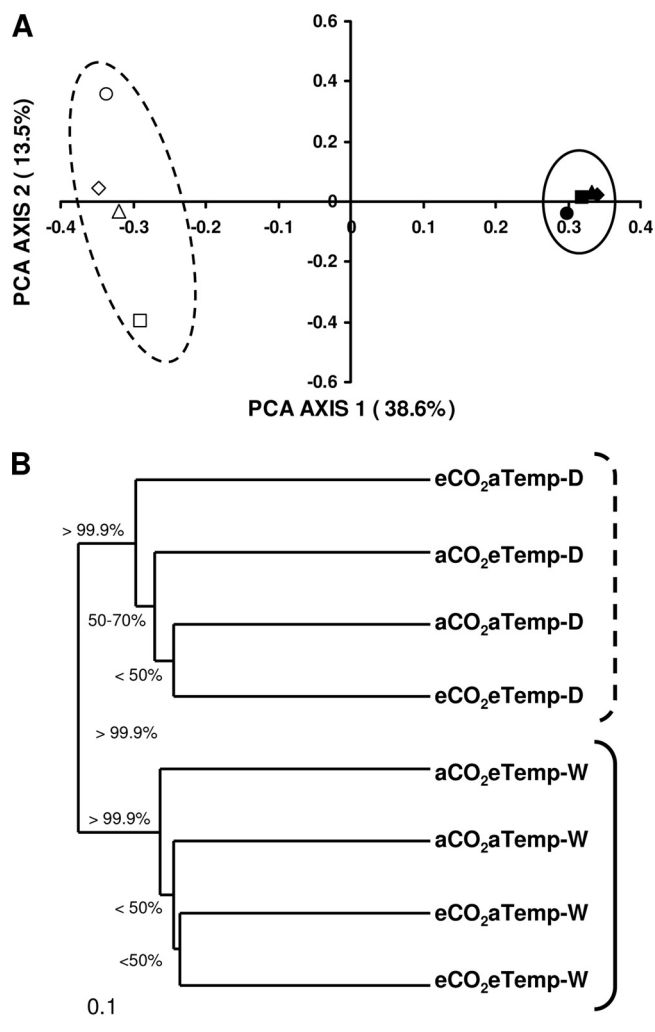 A
PCA AXIS 2 ( 13.5%)
0.6
0.4
0.2
0
-0.2
-0.4
-0.6
-0.4
-0.3
-0.2
-0.1
0
0.1
0.2
0.3
0.4
PCA AXIS 1 ( 38.6%)
B
eCO2aTemp-D
> 99.9%
aCO2eTemp-D
50-70%
aCO2aTemp-D
< 50%
eCO2eTemp-D
> 99.9%
aCO2eTemp-W
> 99.9%
aCO2aTemp-W
< 50%
eCO2aTemp-W
<50%
eCO2eTemp-W
0.1